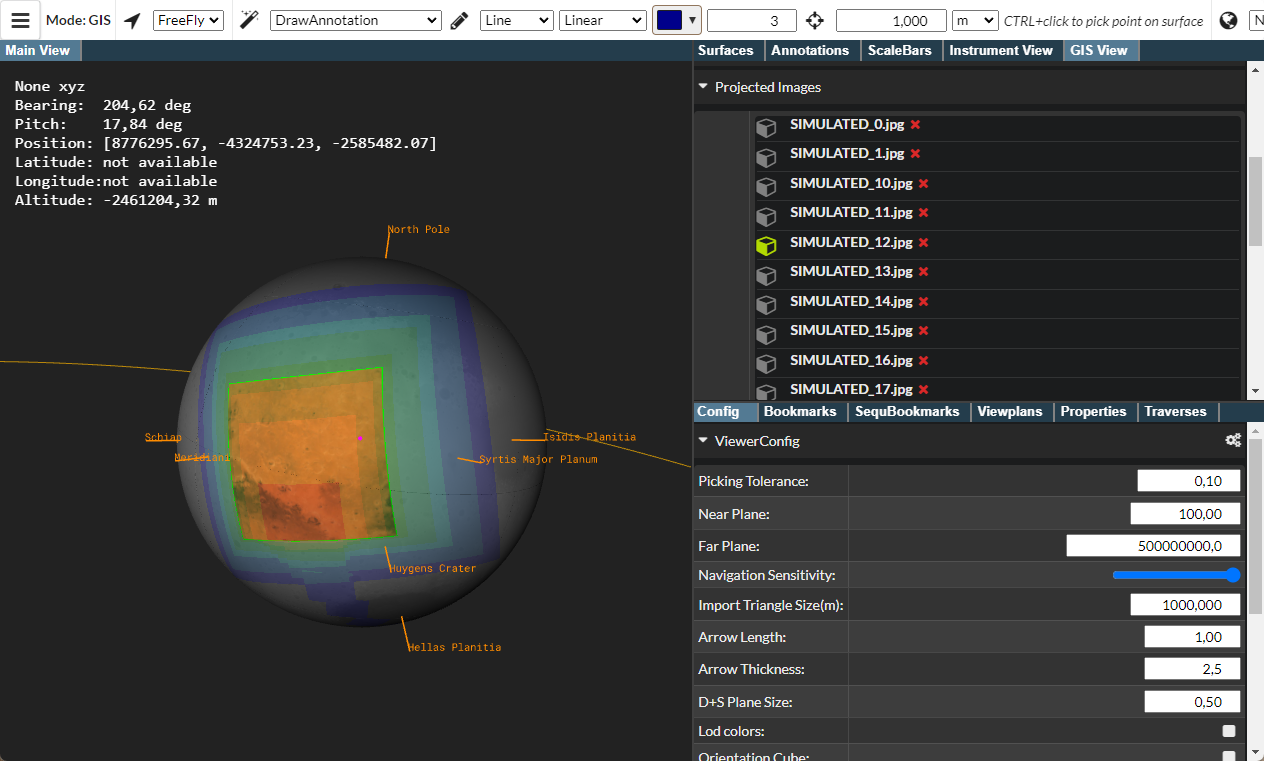 Mode: GIS FreeFly DrawAnnotation Line Linear 3 1,000 m CTRL+click to pick point on surface
Main View Surfaces Annotations ScaleBars Instrument View GIS View
None xyz
Bearing: 204,62 deg
Pitch: 17,84 deg
Position: [8776295.67, -4324753.23, -2585482.07]
Latitude: not available
Longitude:not available
Altitude: -2461204,32 m
North Pole
Schiap
Meridiani
Isidis Planitia
Syrtis Major Planum
Huygens Crater
Hellas Planitia
Projected Images
SIMULATED_0.jpg
SIMULATED_1.jpg
SIMULATED_10.jpg
SIMULATED_11.jpg
SIMULATED_12.jpg
SIMULATED_13.jpg
SIMULATED_14.jpg
SIMULATED_15.jpg
SIMULATED_16.jpg
SIMULATED_17.jpg
Config Bookmarks SequBookmarks Viewplans Properties Traverses
ViewerConfig
Picking Tolerance: 0,10
Near Plane: 100,00
Far Plane: 500000000,0
Navigation Sensitivity:
Import Triangle Size(m): 1000,000
Arrow Length: 1,00
Arrow Thickness: 2,5
D+S Plane Size: 0,50
Lod colors:
Orientation Cube: